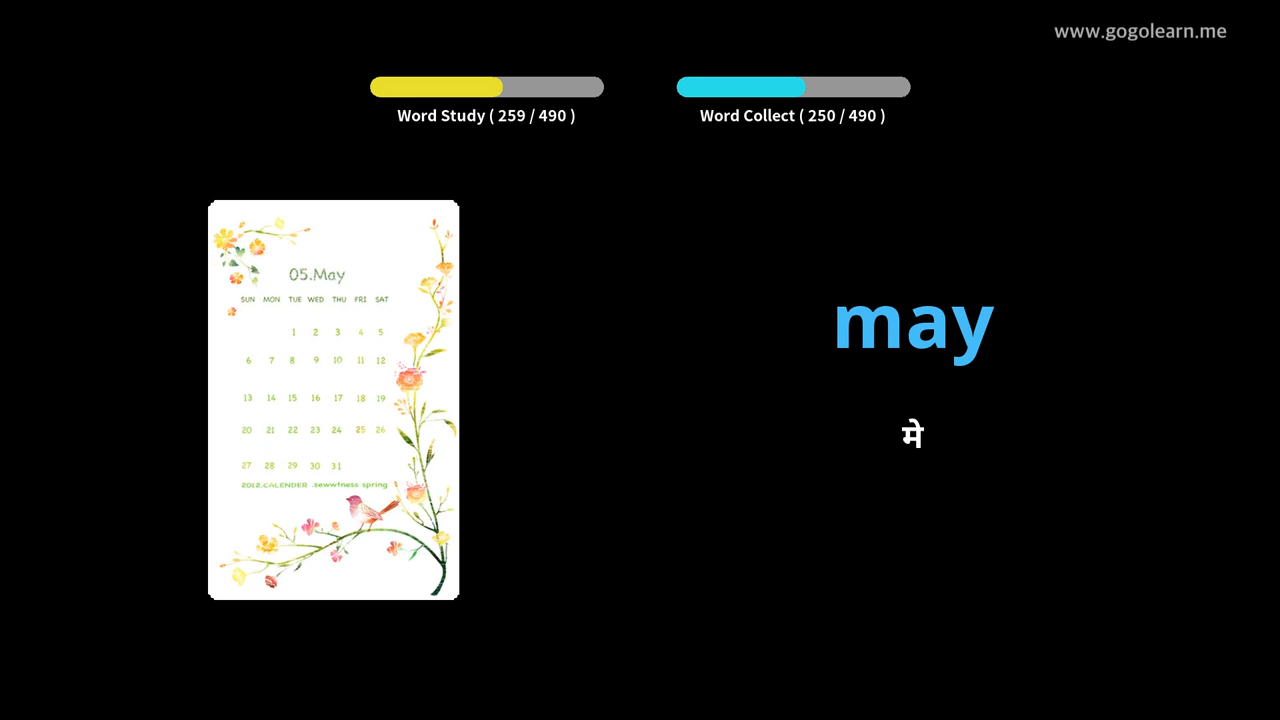 www.gogolearn.me
Word Study ( 259 / 490 )
Word Collect ( 250 / 490 )
05.May
SUN MON TUE WED THU FRI SAT
1 2 3 4 5
6 7 8 9 10 11 12
13 14 15 16 17 18 19
20 21 22 23 24 25 26
27 28 29 30 31
2012.CALENDER .sewwtness spring
may
मे